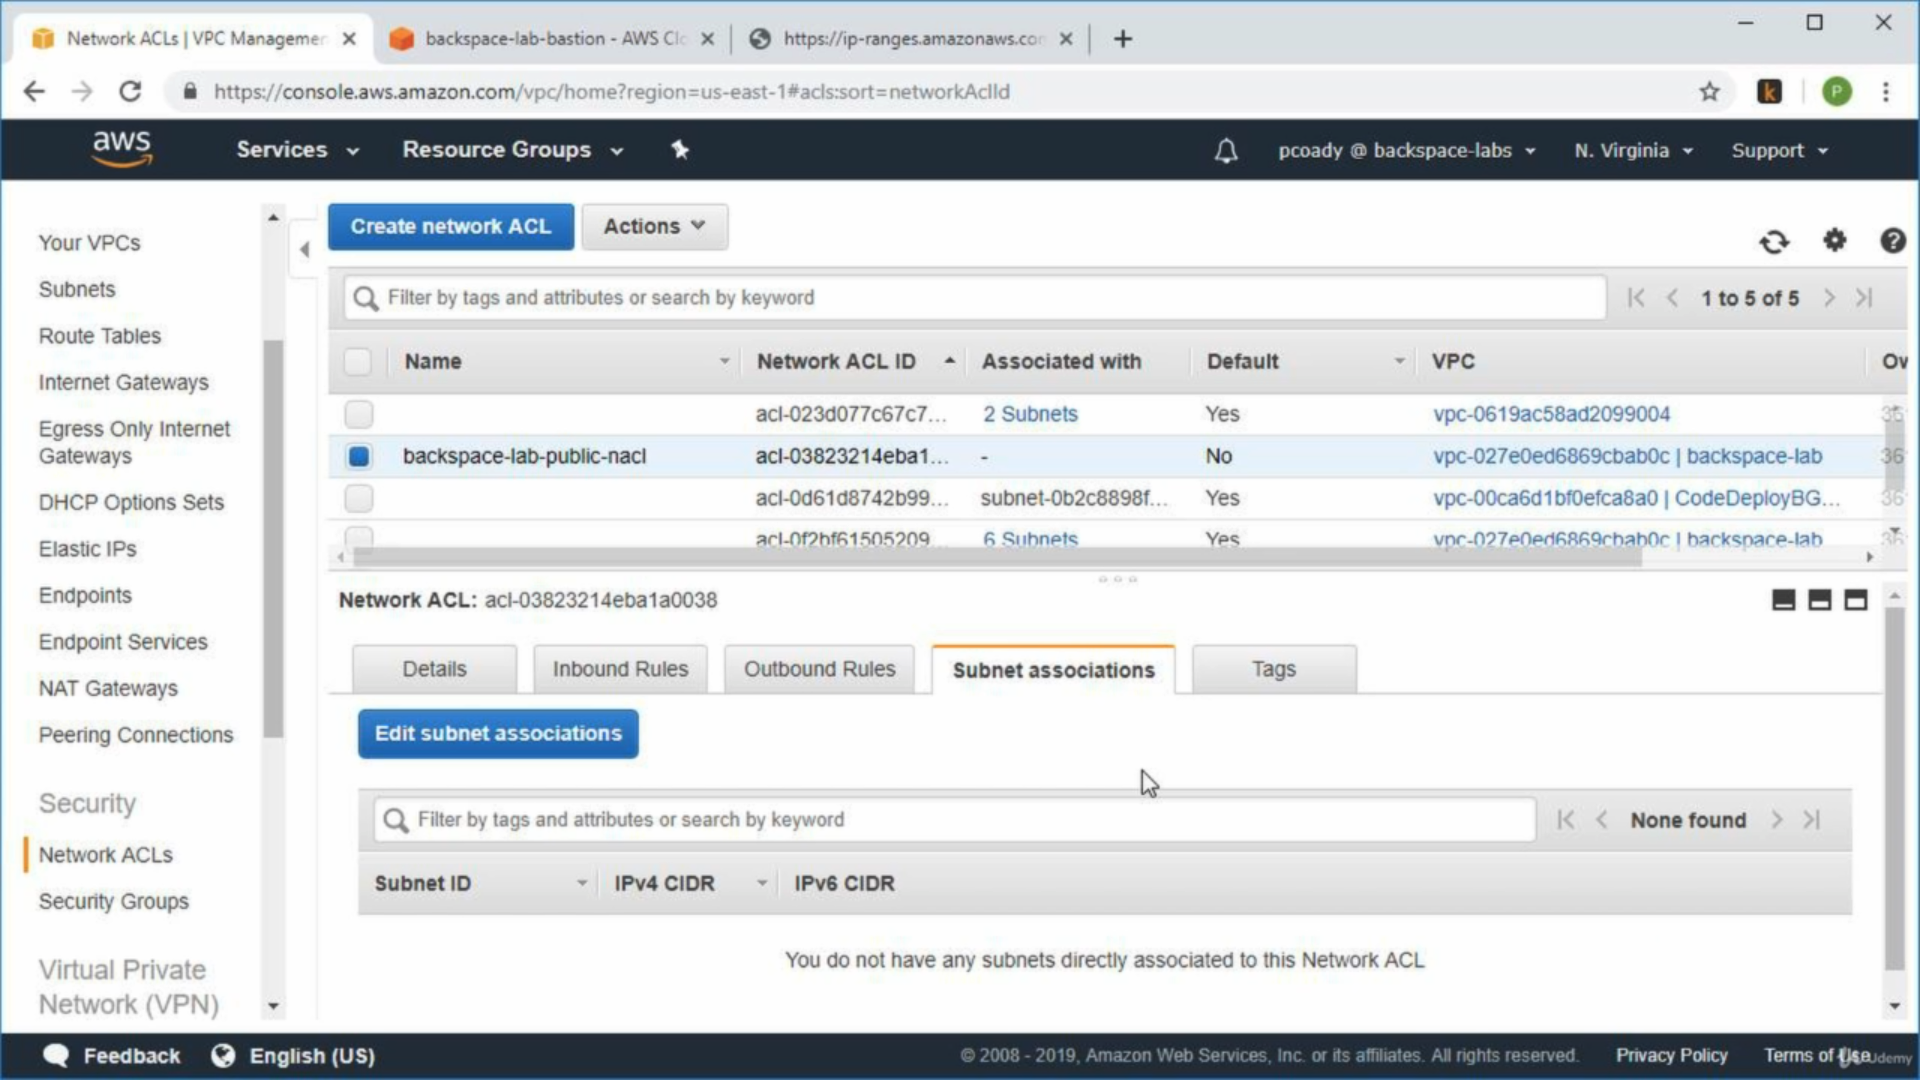 Network ACLs | VPC Managemen
backspace-lab-bastion - AWS Clo
https://ip-ranges.amazonaws.con
https://console.aws.amazon.com/vpc/home?region=us-east-1#acls:sort=networkAclId
k
P
aws
Services
Resource Groups
pcoady @ backspace-labs
N. Virginia
Support
Your VPCs
Subnets
Route Tables
Internet Gateways
Egress Only Internet
Gateways
DHCP Options Sets
Elastic IPs
Endpoints
Endpoint Services
NAT Gateways
Peering Connections
Security
Network ACLs
Security Groups
Virtual Private
Network (VPN)
Create network ACL
Actions
Filter by tags and attributes or search by keyword
1 to 5 of 5
Name
Network ACL ID
Associated with
Default
VPC
Ow
acl-023d077c67c7... 2 Subnets Yes vpc-0619ac58ad2099004
backspace-lab-public-nacl acl-03823214eba1... - No vpc-027e0ed6869cbab0c | backspace-lab 36
acl-0d61d8742b99... subnet-0b2c8898f... Yes vpc-00ca6d1bf0efca8a0 | CodeDeployBG... 36
acl-0f2bf61505209... 6 Subnets Yes vpc-027e0ed6869cbab0c | backspace-lab
Network ACL: acl-03823214eba1a0038
Details
Inbound Rules
Outbound Rules
Subnet associations
Tags
Edit subnet associations
Filter by tags and attributes or search by keyword
None found
Subnet ID
IPv4 CIDR
IPv6 CIDR
You do not have any subnets directly associated to this Network ACL
Feedback
English (US)
© 2008 - 2019, Amazon Web Services, Inc. or its affiliates. All rights reserved.
Privacy Policy
Terms of Use
Udemy